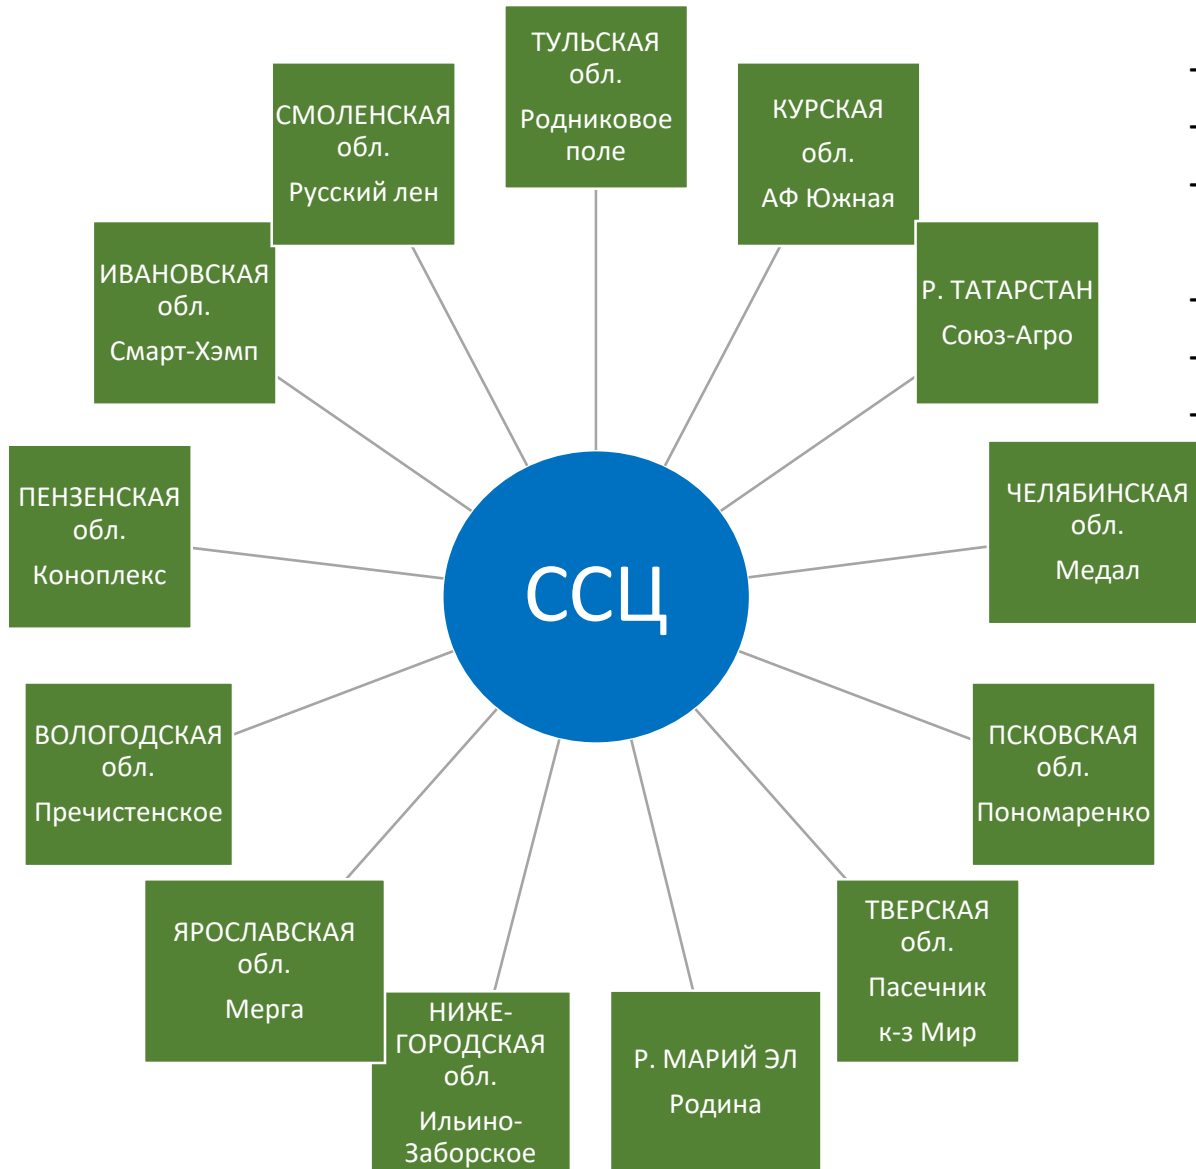 ТУЛЬСКАЯ
обл.
Родниковое
поле
КУРСКАЯ
обл.
АФ Южная
Р. ТАТАРСТАН
Союз-Агро
ЧЕЛЯБИНСКАЯ
обл.
Медал
ПСКОВСКАЯ
обл.
Пономаренко
ТВЕРСКАЯ
обл.
Пасечник
к-з Мир
Р. МАРИЙ ЭЛ
Родина
НИЖЕ-
ГОРОДСКАЯ
обл.
Ильино-
Заборское
ЯРОСЛАВСКАЯ
обл.
Мерга
ВОЛОГОДСКАЯ
обл.
Пречистенское
ПЕНЗЕНСКАЯ
обл.
Коноплекс
ИВАНОВСКАЯ
обл.
Смарт-Хэмп
СМОЛЕНСКАЯ
обл.
Русский лен
ССЦ